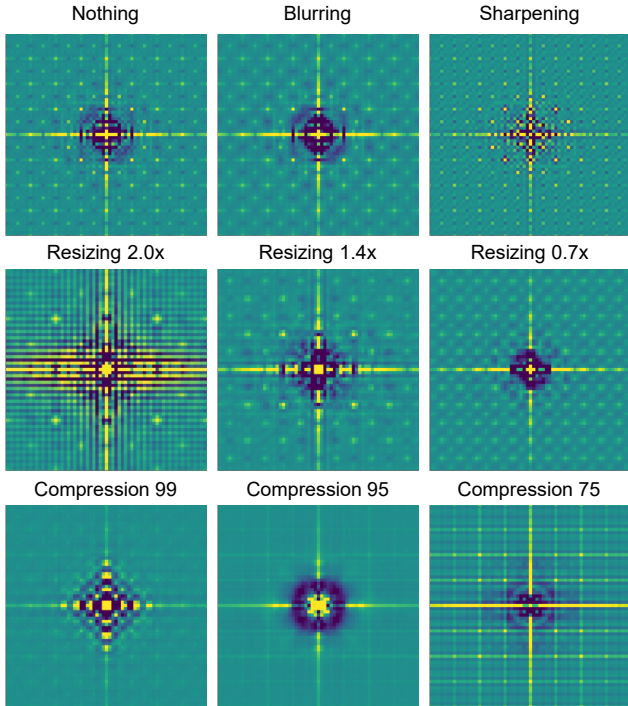 Nothing
Blurring
Sharpening
Resizing 2.0x
Resizing 1.4x
Resizing 0.7x
Compression 99
Compression 95
Compression 75